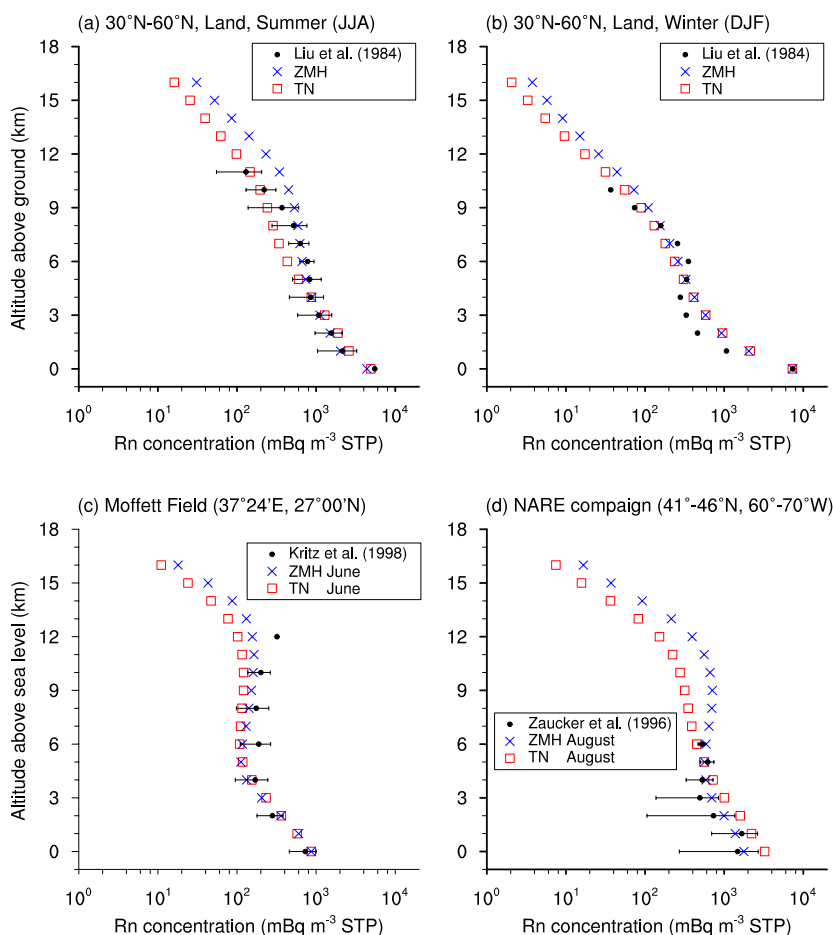 (a) 30°N-60°N, Land, Summer (JJA)
Liu et al. (1984)
ZMH
TN
Altitude above ground (km)
15
12
9
6
3
0
10⁰
10¹
10²
10³
10⁴
Rn concentration (mBq m⁻³ STP)
(b) 30°N-60°N, Land, Winter (DJF)
Liu et al. (1984)
ZMH
TN
15
12
9
6
3
0
10⁰
10¹
10²
10³
10⁴
Rn concentration (mBq m⁻³ STP)
(c) Moffett Field (37°24'E, 27°00'N)
Kritz et al. (1998)
ZMH June
TN June
Altitude above sea level (km)
15
12
9
6
3
0
10⁰
10¹
10²
10³
10⁴
Rn concentration (mBq m⁻³ STP)
(d) NARE compaign (41°-46°N, 60°-70°W)
Zaucker et al. (1996)
ZMH August
TN August
15
12
9
6
3
0
10⁰
10¹
10²
10³
10⁴
Rn concentration (mBq m⁻³ STP)